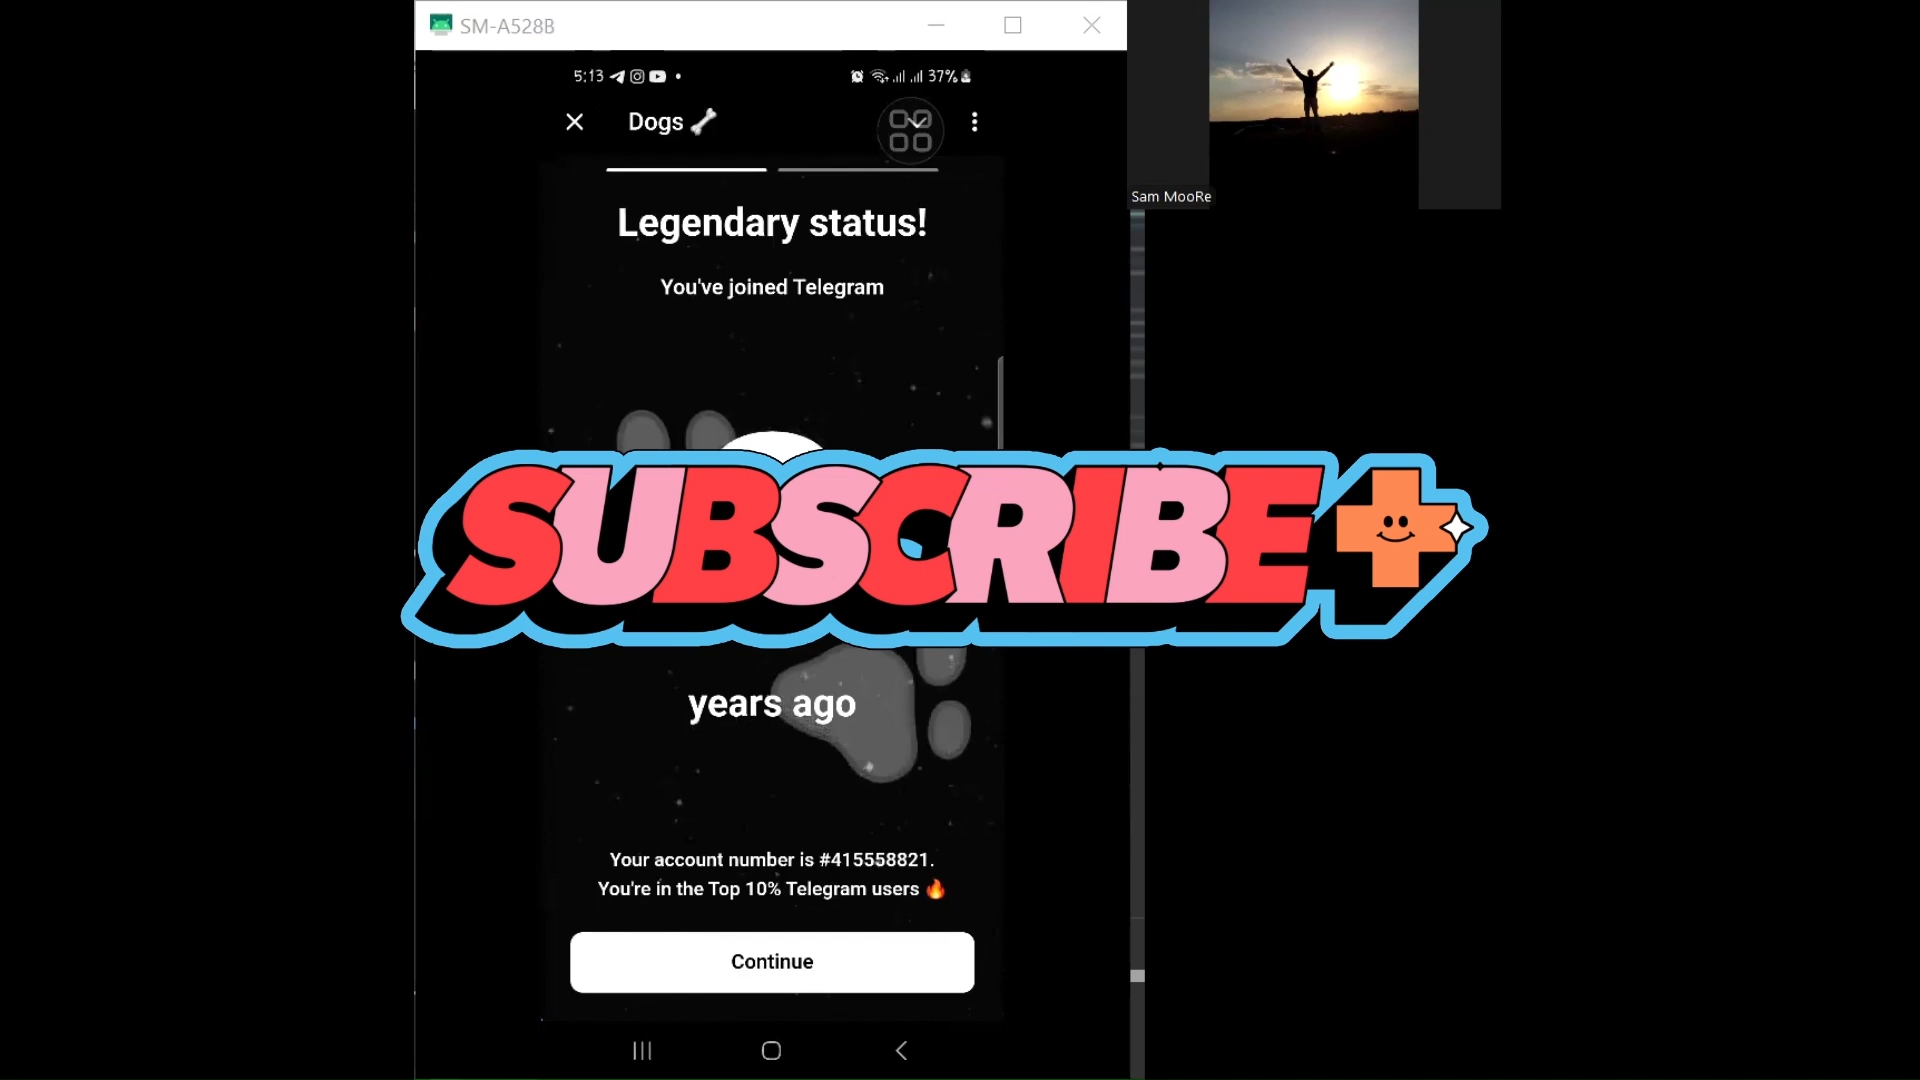 SM-A528B
5:13
37%
Dogs 🦴
Sam MooRe
Legendary status!
You've joined Telegram
SUBSCRIBE
years ago
Your account number is #415558821.
You're in the Top 10% Telegram users 🔥
Continue